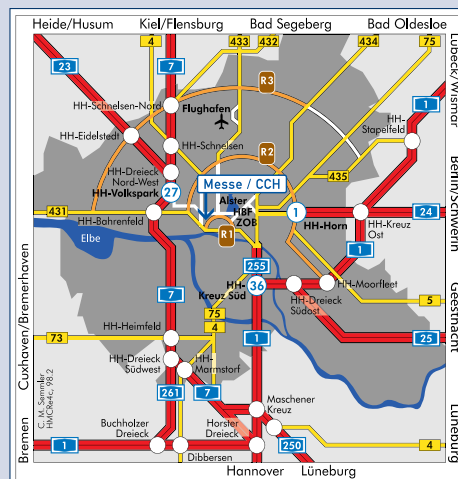 Heide/Husum
Kiel/Flensburg
Bad Segeberg
Bad Oldesloe
4
433
432
434
75
23
7
R3
Lübeck/Wismar
HH-Schnelsen-Nord
Flughafen
1
HH-Eidelstedt
HH-Schnelsen
HH-
Stapelfeld
R2
HH-Dreieck
Nord-West
HH-Volkspark
27
Messe / CCH
435
Berlin/Schwerin
431
HH-Bahrenfeld
Alster
HBF
ZOB
R1
1
HH-Horn
24
HH-Kreuz
Ost
Elbe
1
255
HH-
Kreuz Süd
36
HH-Moorfleet
HH-Dreieck
Südost
5
Geesthacht
7
75
4
Cuxhaven/Bremerhaven
73
HH-Heimfeld
1
25
HH-Dreieck
Südwest
HH-
Marmstorf
261
7
C. M. Semmler
HMCRe4c, 98.2
Maschener
Kreuz
Buchholzer
Dreieck
Horster
Dreieck
Bremen
1
Dibbersen
250
4
Lüneburg
Hannover
Lüneburg